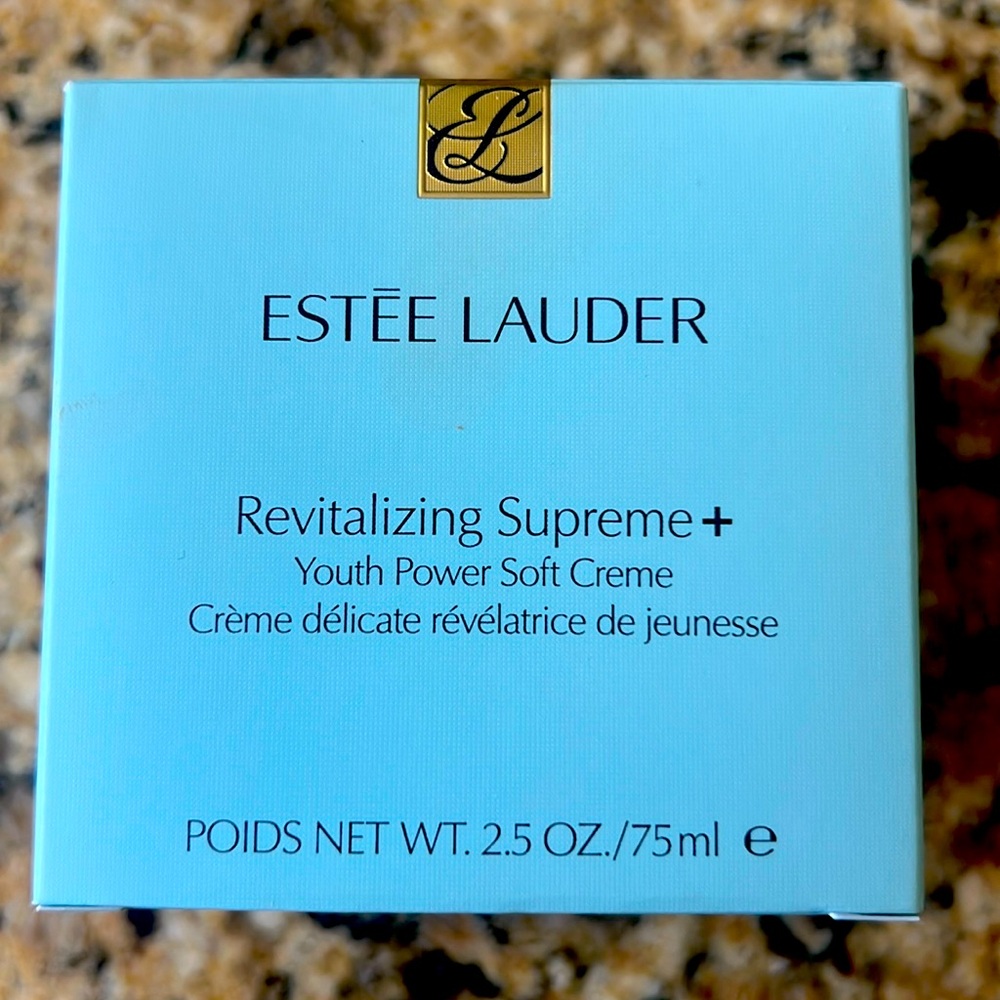 EL
ESTĒE LAUDER
Revitalizing Supreme+
Youth Power Soft Creme
Crème délicate révélatrice de jeunesse
POIDS NET WT. 2.5 OZ./75ml ℮